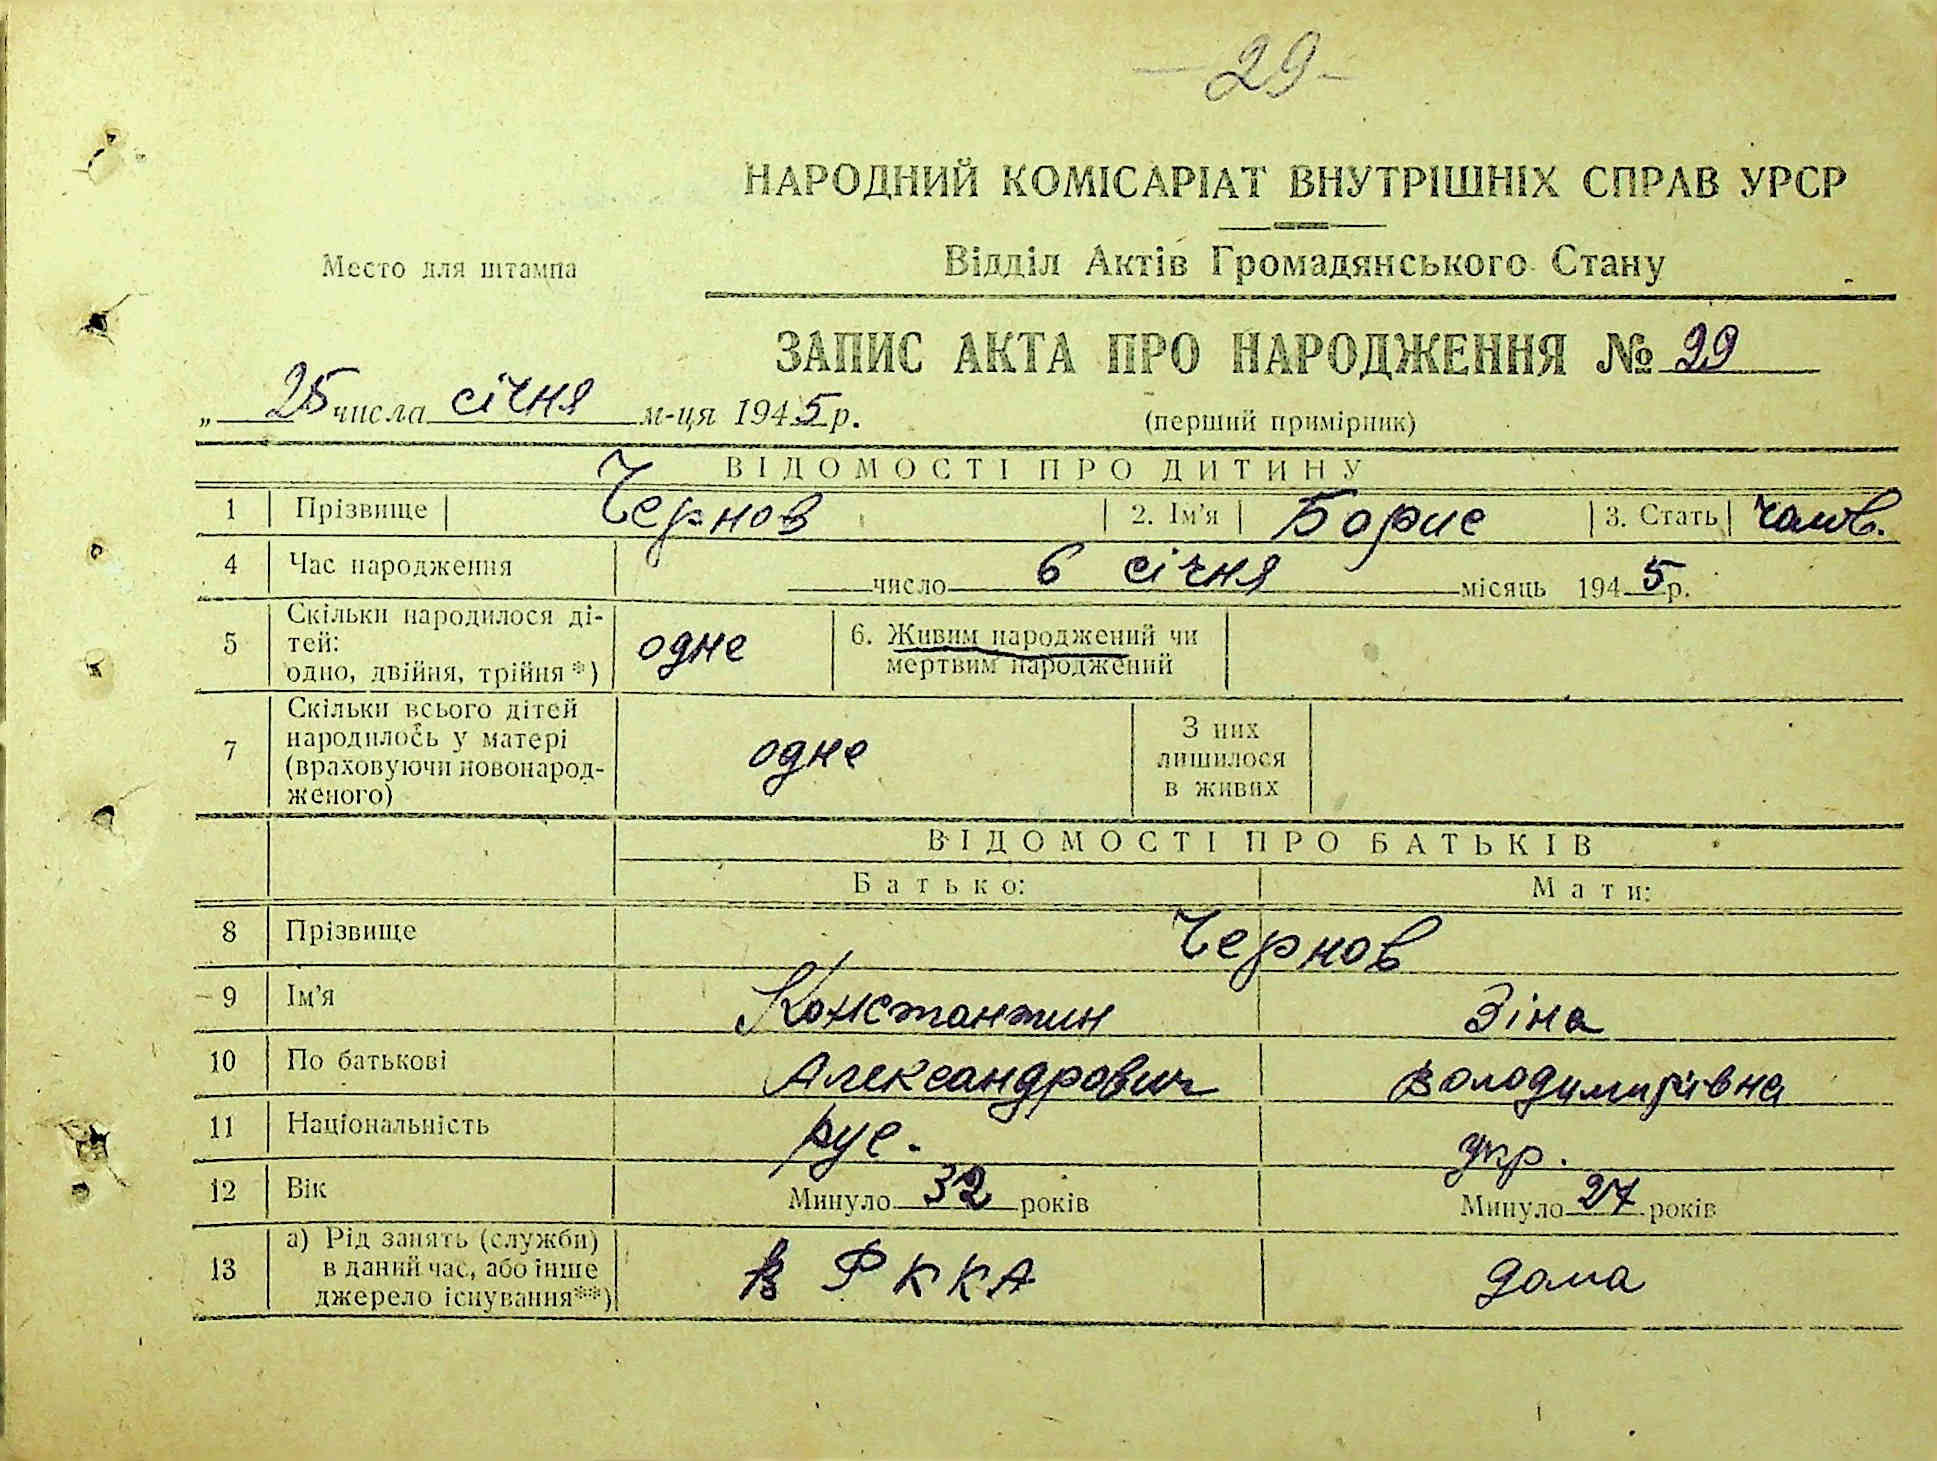 -29-
НАРОДНИЙ КОМІСАРІАТ ВНУТРІШНІХ СПРАВ УРСР
Место для штампа
Відділ Актів Громадянського Стану
ЗАПИС АКТА ПРО НАРОДЖЕННЯ № 29
„ 25 числа січня м-ця 1945 р.
(перший примірник)
ВІДОМОСТІ ПРО ДИТИНУ
1 Прізвище Чернов 2. Ім'я Борис 3. Стать чолов.
4 Час народження число 6 січня місяць 1945 р.
5 Скільки народилося ді-
тей:
одно, двійня, трійня*) одне
6. Живим народжений чи
мертвим народжений
7 Скільки всього дітей
народилось у матері
(враховуючи новонарод-
женого) одне
З них
лишилося
в живих
ВІДОМОСТІ ПРО БАТЬКІВ
Батько: Мати:
8 Прізвище Чернов
9 Ім'я Константин Зіна
10 По батькові Александрович Володимирівна
11 Національність рус. укр.
12 Вік Минуло 32 років Минуло 27 років
13 а) Рід занять (служби)
в даний час, або інше
джерело існування**) в РККА дома